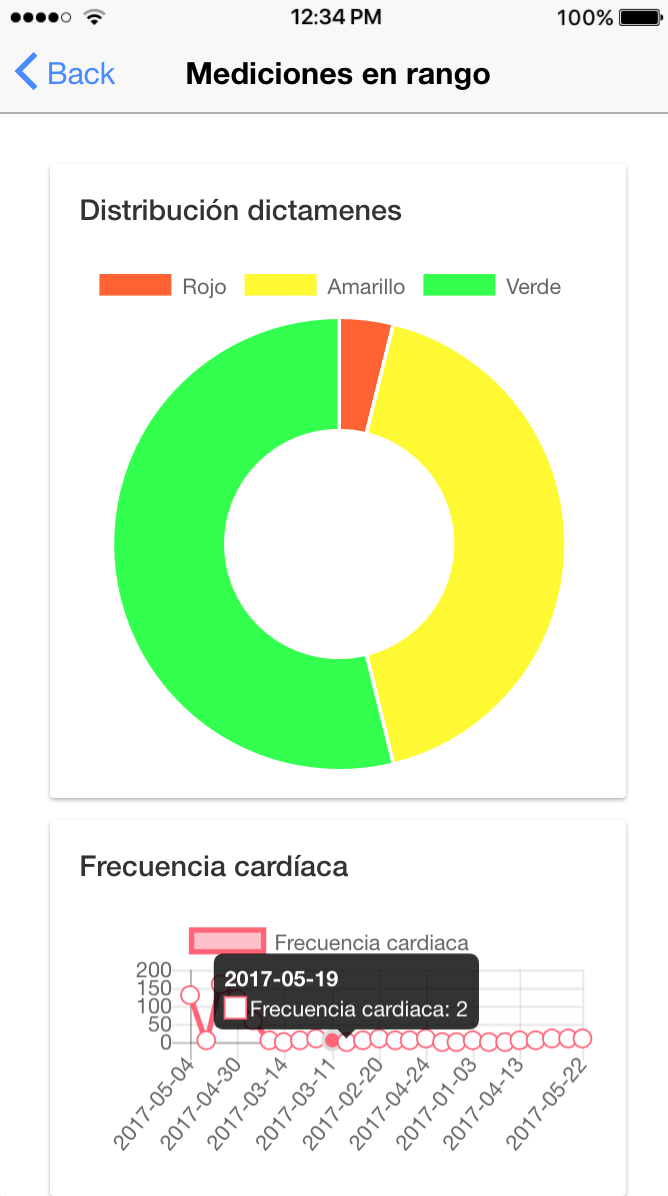 12:34 PM 100%
Back Mediciones en rango
Distribución dictamenes
Rojo Amarillo Verde
Frecuencia cardíaca
Frecuencia cardiaca
2017-05-19
Frecuencia cardiaca: 2
200
150
100
50
0
2017-05-04 2017-04-30 2017-03-14 2017-03-11 2017-02-20 2017-04-24 2017-01-03 2017-04-13 2017-05-22